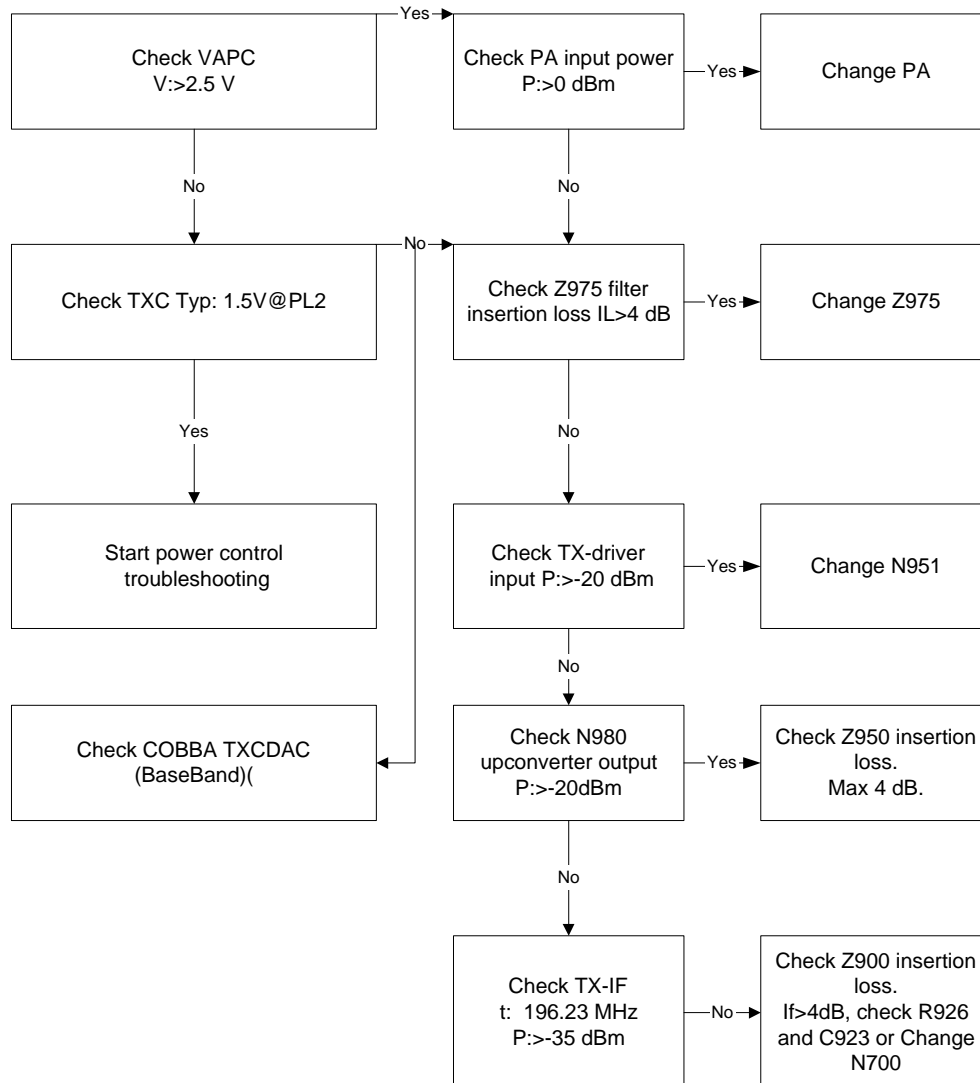 Yes
Check VAPC
V:>2.5 V
Check PA input power
P:>0 dBm
Yes
Change PA
No
No
Check TXC Typ: 1.5V@PL2
No
Check Z975 filter
insertion loss IL>4 dB
Yes
Change Z975
Yes
No
Start power control
troubleshooting
Check TX-driver
input P:>-20 dBm
Yes
Change N951
No
Check COBBA TXCDAC
(BaseBand)(
Check N980
upconverter output
P:>-20dBm
Yes
Check Z950 insertion
loss.
Max 4 dB.
No
Check TX-IF
t:  196.23 MHz
P:>-35 dBm
No
Check Z900 insertion
loss.
If>4dB, check R926
and C923 or Change
N700